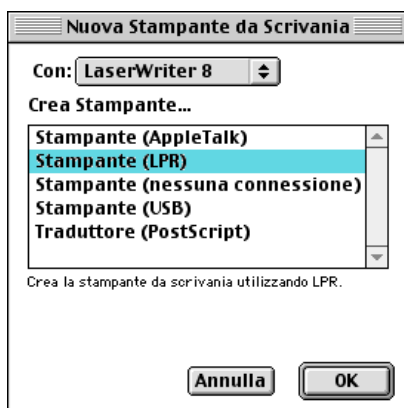 Nuova Stampante da Scrivania
Con: LaserWriter 8
Crea Stampante...
Stampante (AppleTalk)
Stampante (LPR)
Stampante (nessuna connessione)
Stampante (USB)
Traduttore (PostScript)
Crea la stampante da scrivania utilizzando LPR.
Annulla OK